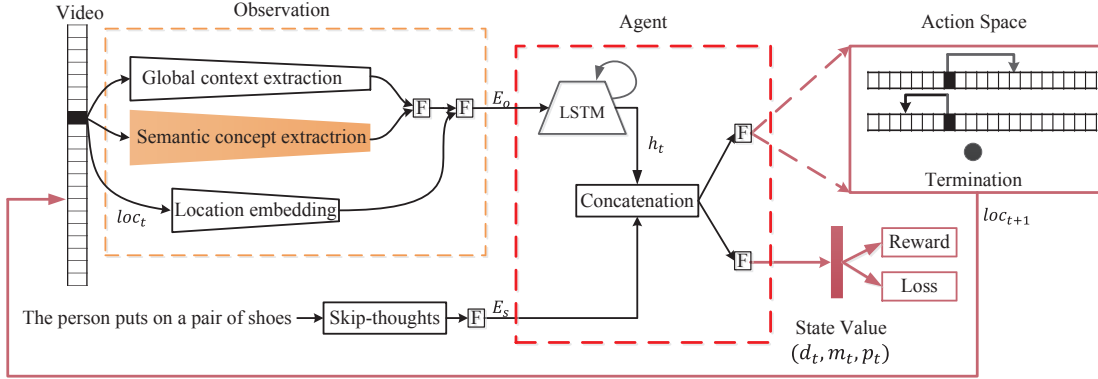 Video
Observation
Agent
Action Space
Global context extraction
Semantic concept extractrion
Location embedding
loc_t
F
F
E_o
LSTM
h_t
Concatenation
F
F
Termination
loc_{t+1}
Reward
Loss
State Value
(d_t, m_t, p_t)
The person puts on a pair of shoes
Skip-thoughts
F
E_s